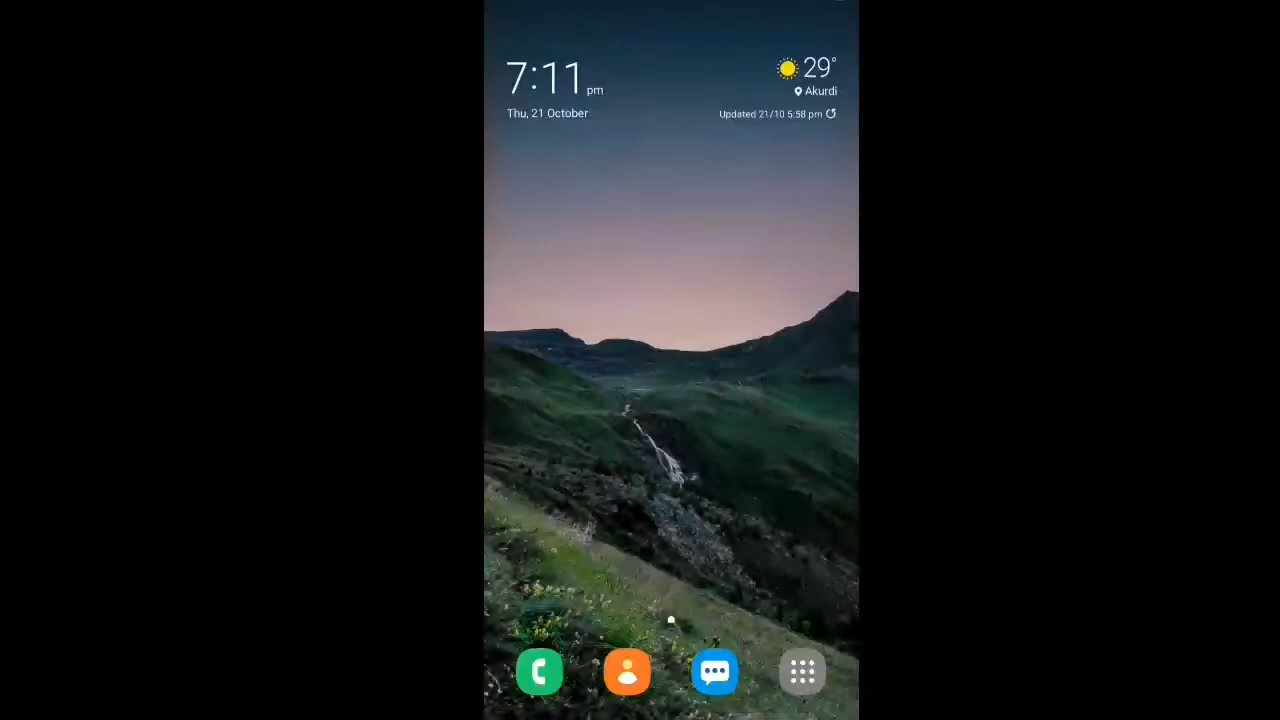 7:11 pm
Thu, 21 October
29°
Akurdi
Updated 21/10 5:58 pm